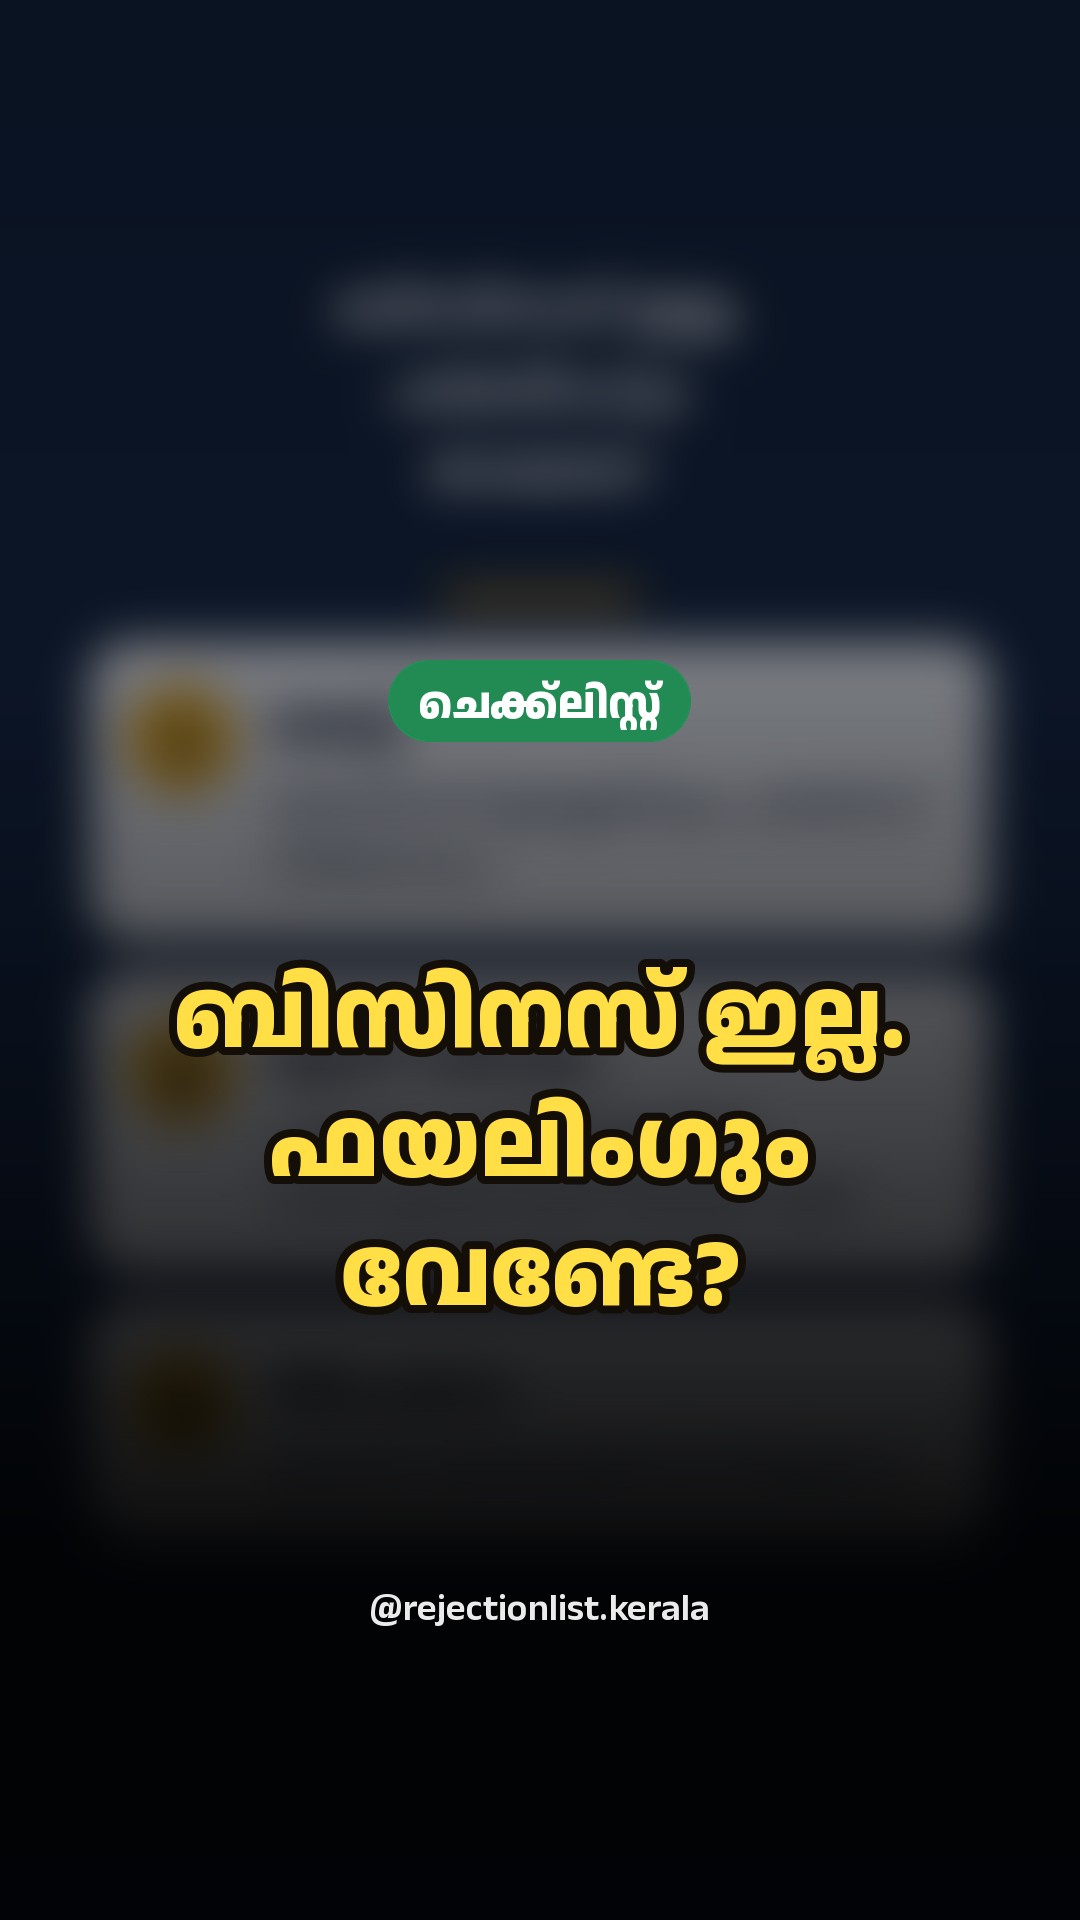 ചെക്ക്‌ലിസ്റ്റ്
ബിസിനസ് ഇല്ല.
ഫയലിംഗും
വേണ്ടേ?
@rejectionlist.kerala